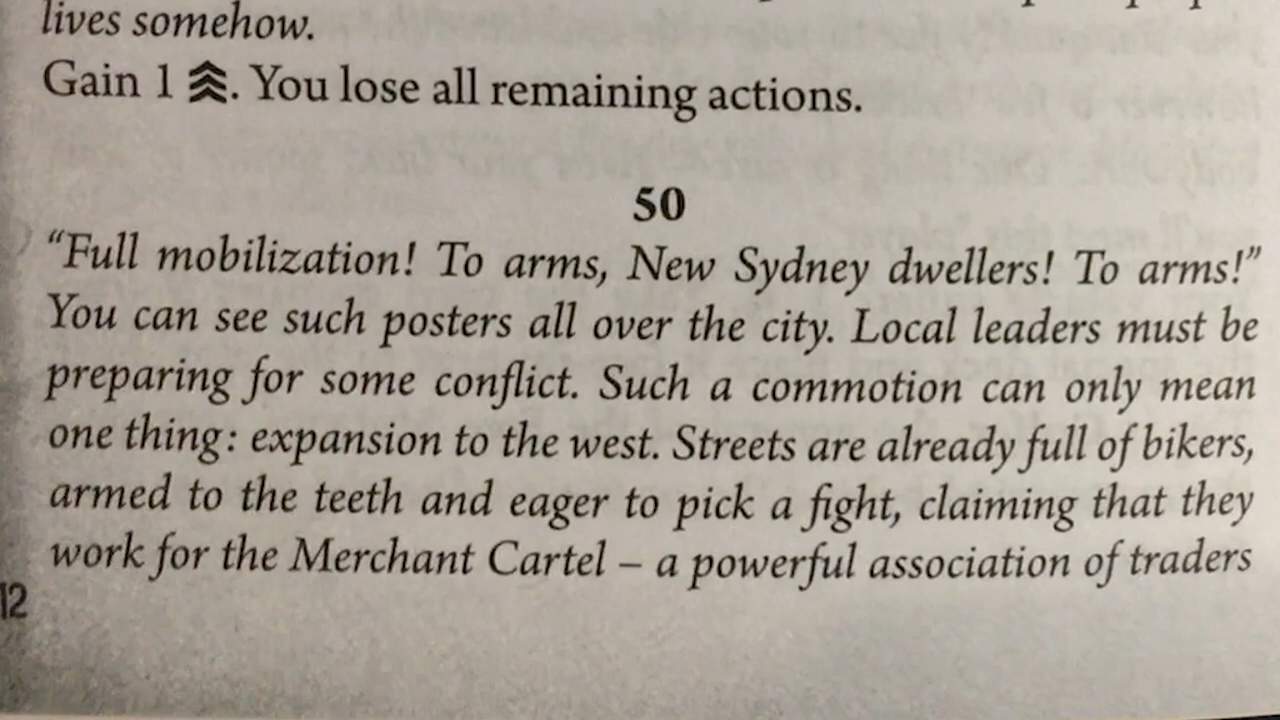 lives somehow.
Gain 1 . You lose all remaining actions.
50
“Full mobilization! To arms, New Sydney dwellers! To arms!”
You can see such posters all over the city. Local leaders must be
preparing for some conflict. Such a commotion can only mean
one thing: expansion to the west. Streets are already full of bikers,
armed to the teeth and eager to pick a fight, claiming that they
work for the Merchant Cartel – a powerful association of traders
12